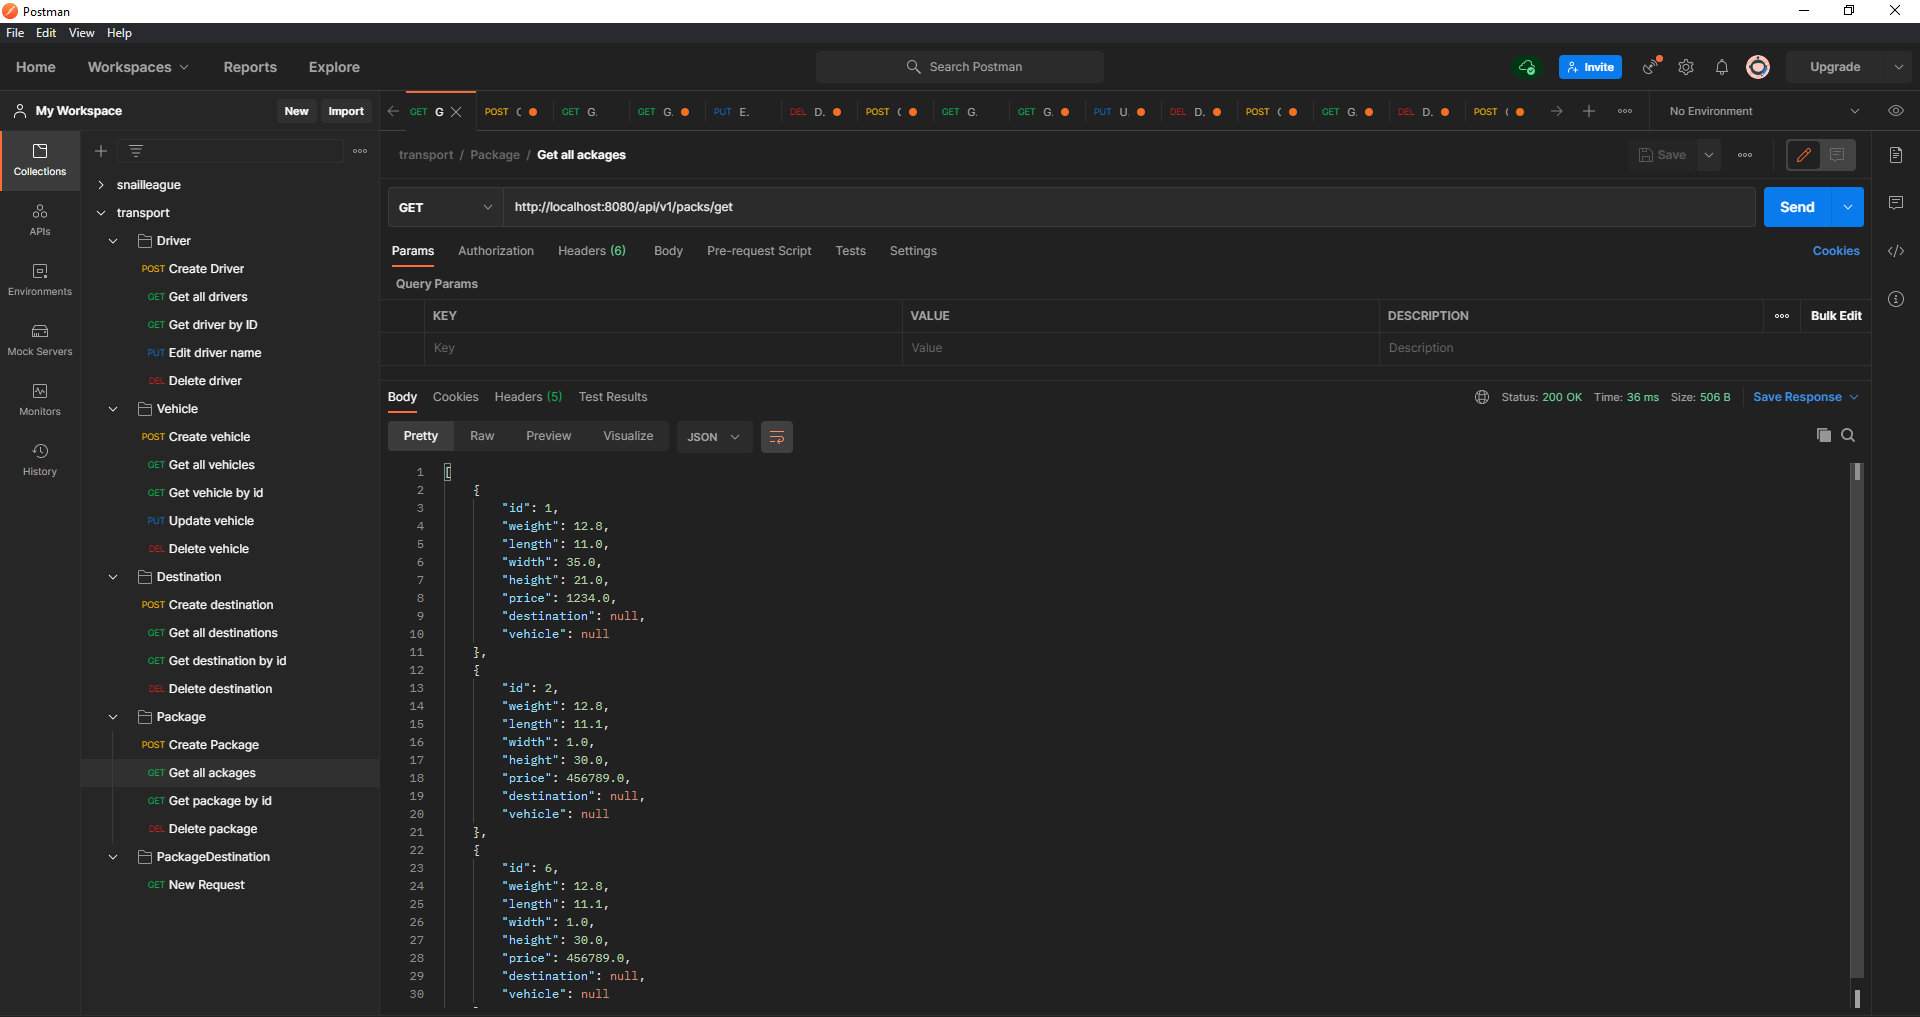 Postman
File Edit View Help
Home Workspaces Reports Explore
Search Postman
Invite
Upgrade
My Workspace
New Import
GET G
POST C
GET G.
GET G.
PUT E.
DEL D.
POST C
GET G.
GET G.
PUT U.
DEL D.
POST C
GET G.
DEL D.
POST C
No Environment
Collections
APIs
Environments
Mock Servers
Monitors
History
snailleague
transport
Driver
POST Create Driver
GET Get all drivers
GET Get driver by ID
PUT Edit driver name
DEL Delete driver
Vehicle
POST Create vehicle
GET Get all vehicles
GET Get vehicle by id
PUT Update vehicle
DEL Delete vehicle
Destination
POST Create destination
GET Get all destinations
GET Get destination by id
DEL Delete destination
Package
POST Create Package
GET Get all ackages
GET Get package by id
DEL Delete package
PackageDestination
GET New Request
transport / Package / Get all ackages
Save
GET http://localhost:8080/api/v1/packs/get
Send
Params Authorization Headers (6) Body Pre-request Script Tests Settings
Cookies
Query Params
KEY VALUE DESCRIPTION
Bulk Edit
Key Value Description
Body Cookies Headers (5) Test Results
Status: 200 OK Time: 36 ms Size: 506 B
Save Response
Pretty Raw Preview Visualize JSON
1 [
2 {
3 "id": 1,
4 "weight": 12.8,
5 "length": 11.0,
6 "width": 35.0,
7 "height": 21.0,
8 "price": 1234.0,
9 "destination": null,
10 "vehicle": null
11 },
12 {
13 "id": 2,
14 "weight": 12.8,
15 "length": 11.1,
16 "width": 1.0,
17 "height": 30.0,
18 "price": 456789.0,
19 "destination": null,
20 "vehicle": null
21 },
22 {
23 "id": 6,
24 "weight": 12.8,
25 "length": 11.1,
26 "width": 1.0,
27 "height": 30.0,
28 "price": 456789.0,
29 "destination": null,
30 "vehicle": null